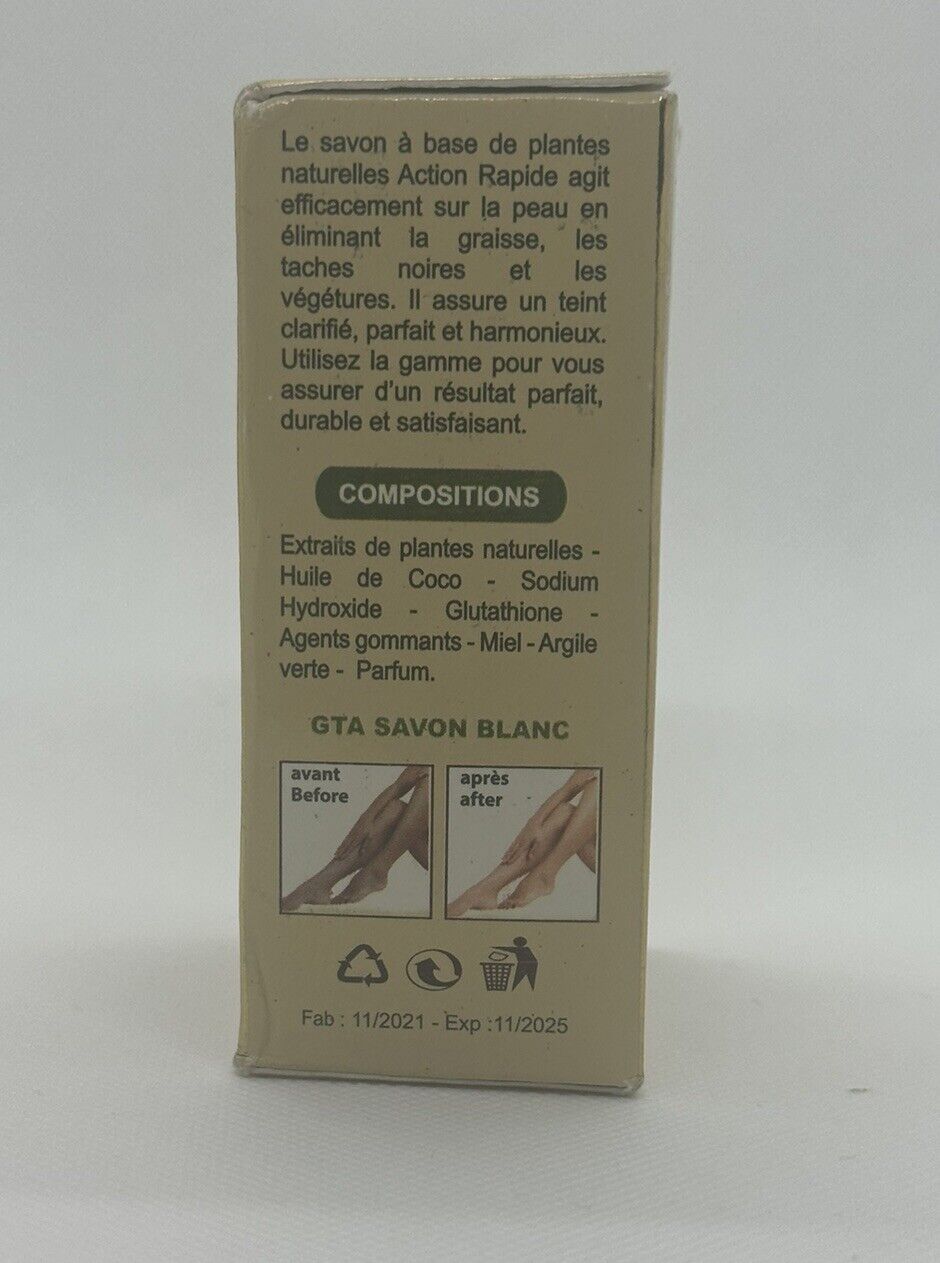 Le savon à base de plantes
naturelles Action Rapide agit
efficacement sur la peau en
éliminant la graisse, les
taches noires et les
végétures. Il assure un teint
clarifié, parfait et harmonieux.
Utilisez la gamme pour vous
assurer d'un résultat parfait,
durable et satisfaisant.
COMPOSITIONS
Extraits de plantes naturelles -
Huile de Coco - Sodium
Hydroxide - Glutathione -
Agents gommants - Miel - Argile
verte - Parfum.
GTA SAVON BLANC
avant
Before
après
after
Fab : 11/2021 - Exp :11/2025